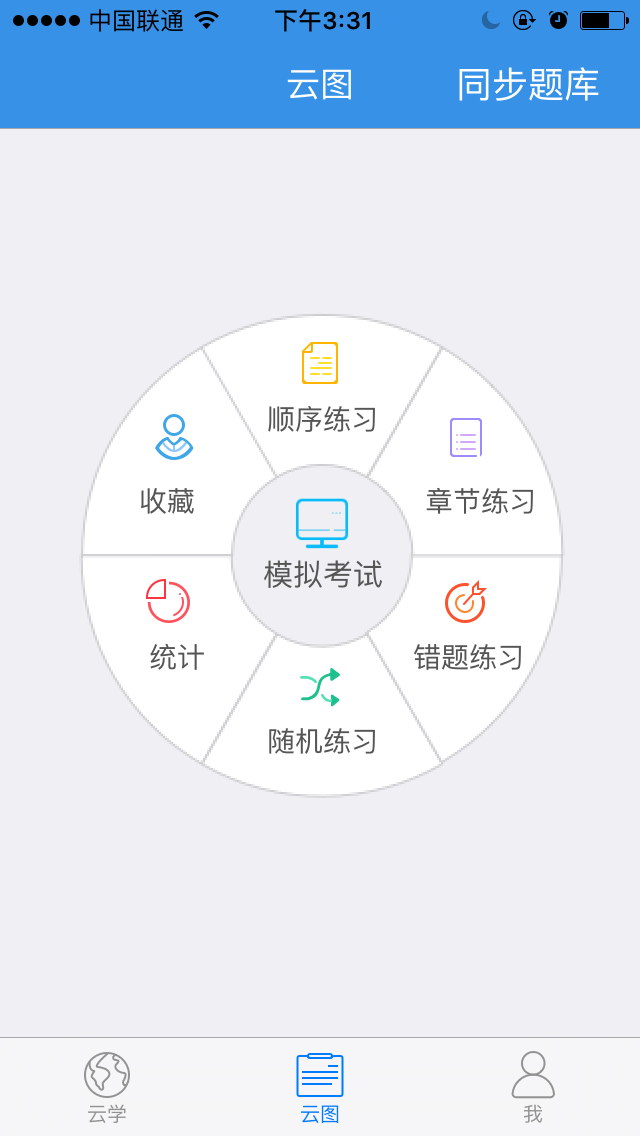 中国联通 下午3:31
云图 同步题库
顺序练习
收藏
章节练习
模拟考试
统计
错题练习
随机练习
云学
云图
我